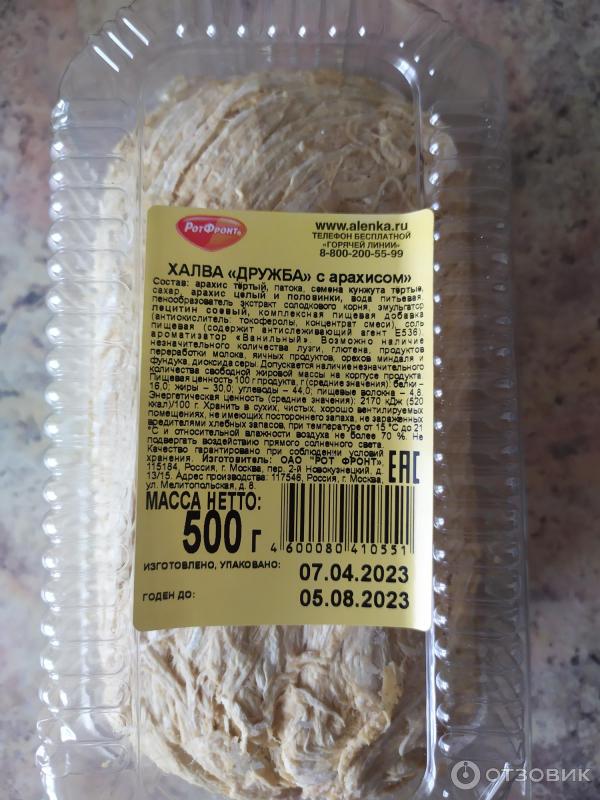 РотФронт®
www.alenka.ru
ТЕЛЕФОН БЕСПЛАТНОЙ
«ГОРЯЧЕЙ ЛИНИИ»
8-800-200-55-99
ХАЛВА «ДРУЖБА» с арахисом»
Состав: арахис тёртый, патока, семена кунжута тёртые,
сахар, арахис целый и половинки, вода питьевая,
пенообразователь экстракт солодкового корня, эмульгатор
лецитин соевый, комплексная пищевая добавка
(антиокислитель токоферолы, концентрат смеси), соль
пищевая (содержит антислеживающий агент Е536),
ароматизатор «Ванильный». Возможно наличие
незначительного количества лузги, глютена, продуктов
переработки молока, яичных продуктов, орехов миндаля и
фундука, диоксида серы. Допускается наличие незначительного
количества свободной жировой массы на корпусе продукта.
Пищевая ценность 100 г продукта, г (средние значения): белки –
16,0; жиры – 30,0; углеводы – 44,0, пищевые волокна – 4,8.
Энергетическая ценность (средние значения): 2170 кДж (520
ккал)/100 г. Хранить в сухих, чистых, хорошо вентилируемых
помещениях, не имеющих постороннего запаха, не зараженных
вредителями хлебных запасов, при температуре от 15 °С до 21
°С и относительной влажности воздуха не более 70 %. Не
подвергать воздействию прямого солнечного света.
Качество гарантировано при соблюдении условий
хранения. Изготовитель: ОАО "РОТ ФРОНТ",
115184, Россия, г. Москва, пер. 2-й Новокузнецкий, д.
13/15. Адрес производства: 117546, Россия, г. Москва,
ул. Мелитопольская, д. 8.
EAC
МАССА НЕТТО:
500 г
4 600080 410551
ИЗГОТОВЛЕНО, УПАКОВАНО: 07.04.2023
ГОДЕН ДО: 05.08.2023
ОТЗОВИК